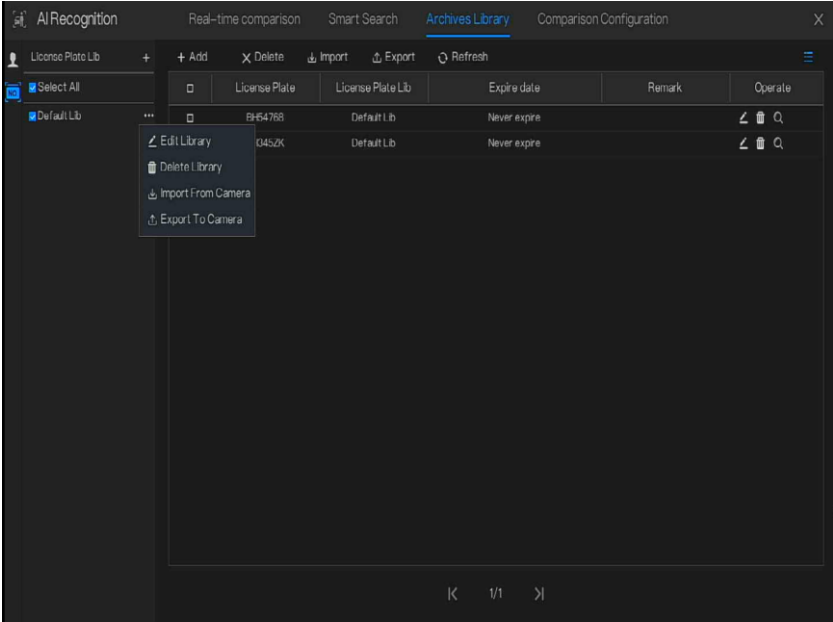 AI Recognition Real-time comparison Smart Search Archives Library Comparison Configuration X
License Plate Lib + + Add X Delete Import Export Refresh
Select All License Plate License Plate Lib Expire date Remark Operate
Default Lib ... BH54768 Default Lib Never expire
Edit Library 345ZK Default Lib Never expire
Delete Library
Import From Camera
Export To Camera
1/1